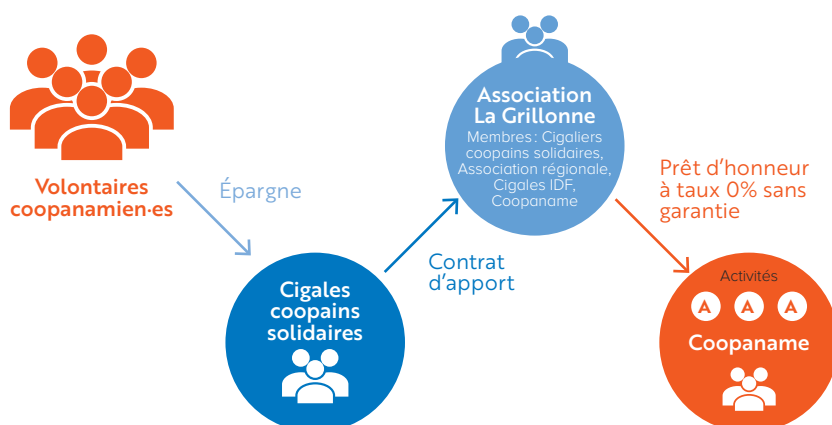 Volontaires
coopanamien·es
Épargne
Cigales
coopains
solidaires
Contrat
d'apport
Association
La Grillonne
Membres : Cigaliers
coopains solidaires,
Association régionale,
Cigales IDF,
Coopaname
Prêt d'honneur
à taux 0% sans
garantie
Activités
A A A
Coopaname